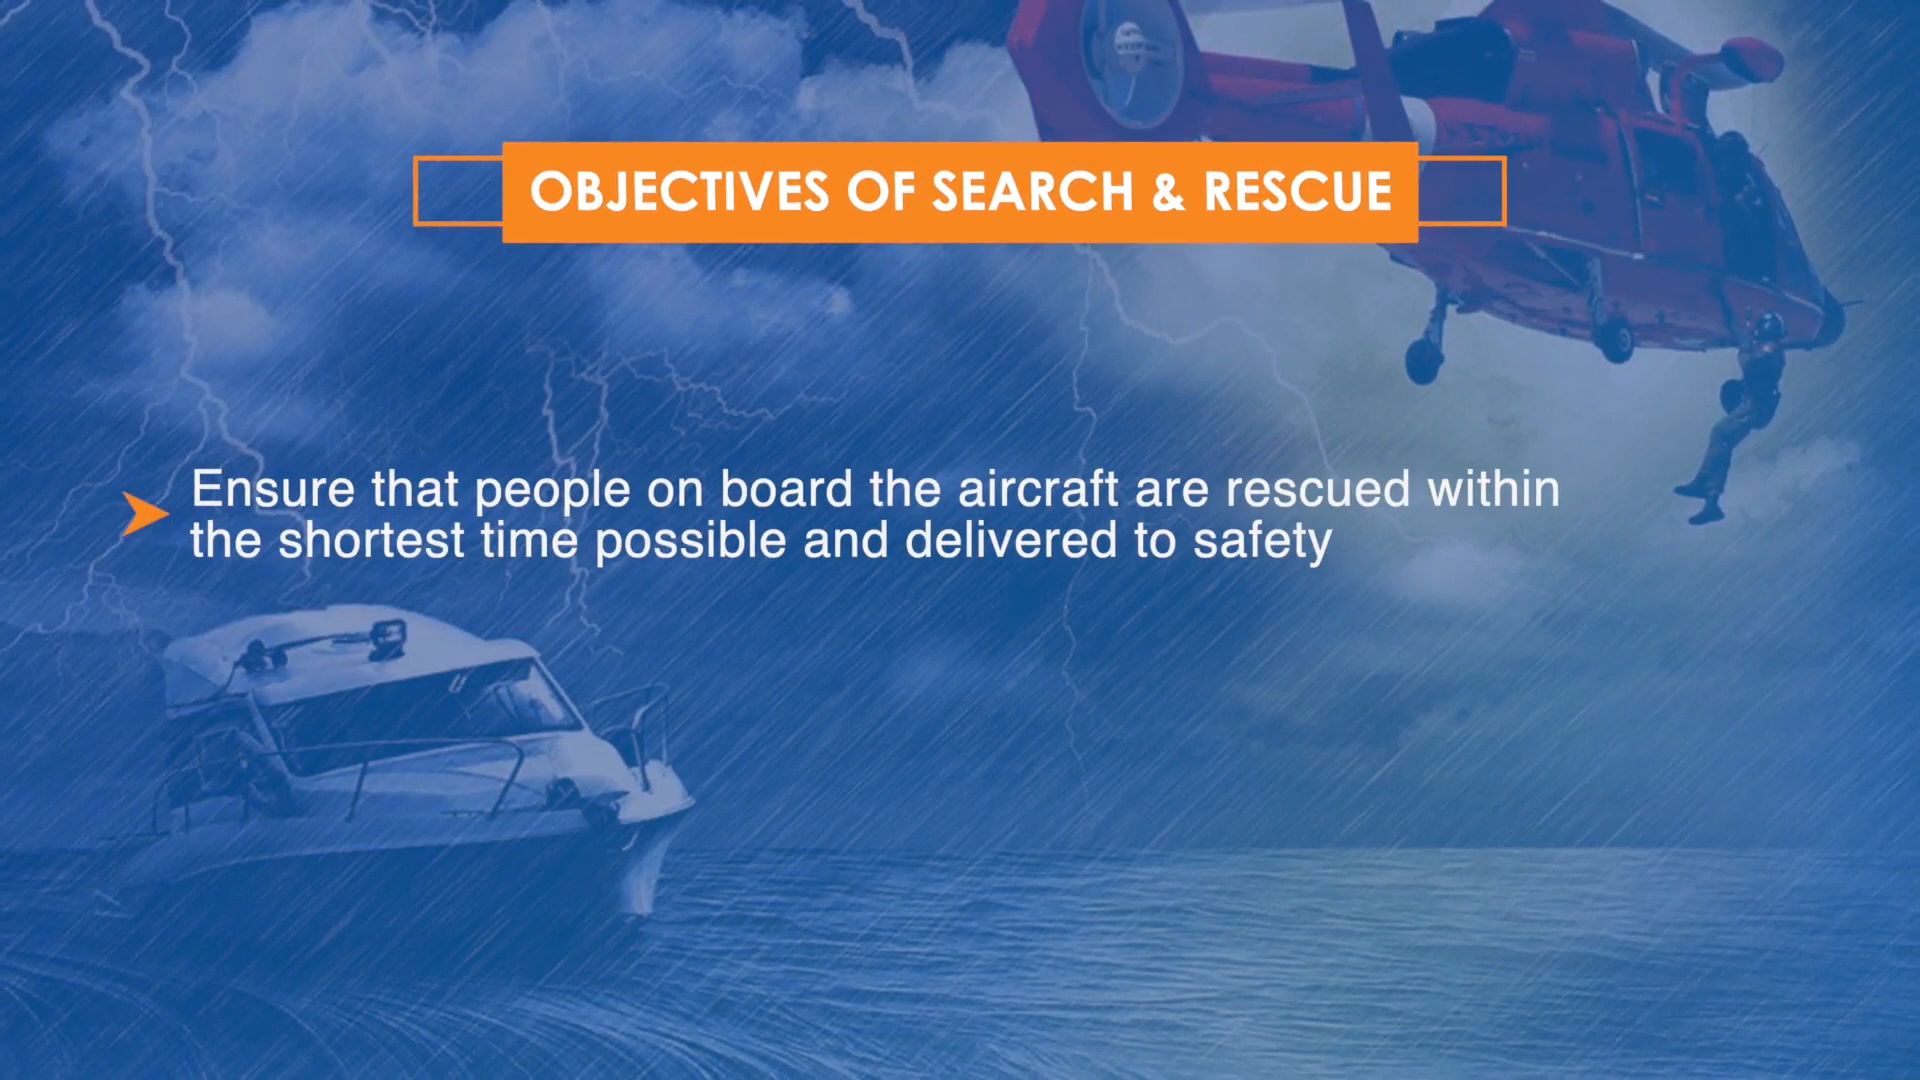 OBJECTIVES OF SEARCH & RESCUE
Ensure that people on board the aircraft are rescued within
the shortest time possible and delivered to safety